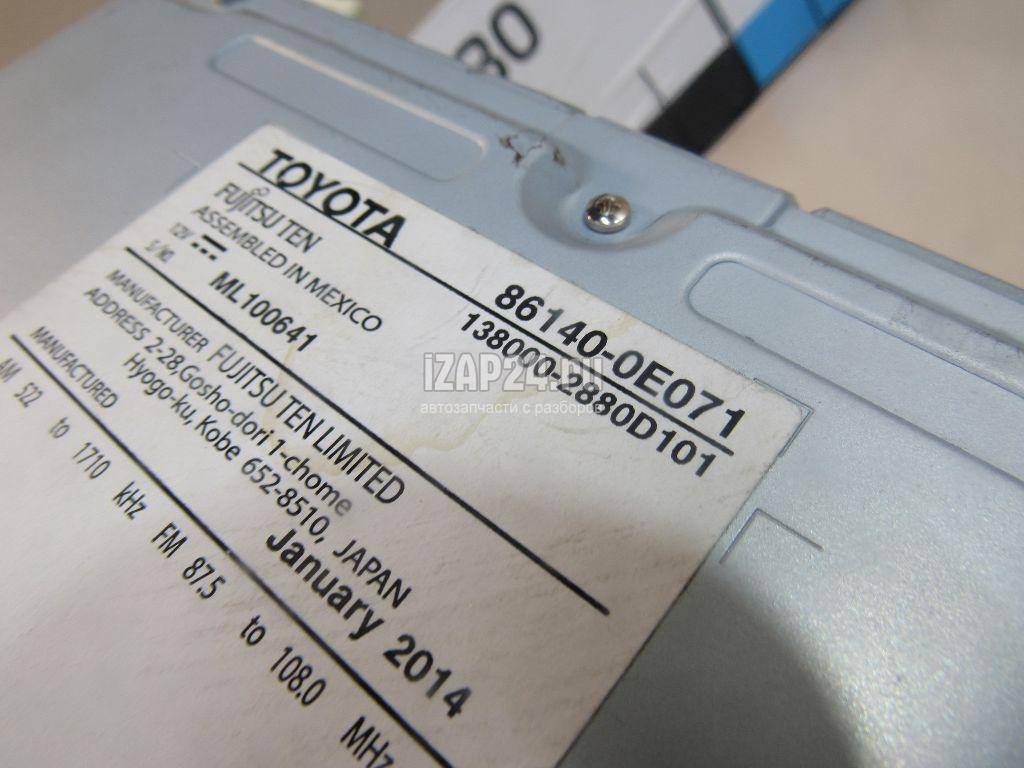 80
TOYOTA
86140-0E071
FUJITSU TEN
138000-2880D101
ASSEMBLED IN MEXICO
12V
S/NO. ML100641
MANUFACTURER FUJITSU TEN LIMITED
ADDRESS 2-28 Gosho-dori 1-chome
Hyogo-ku, Kobe 652-8510, JAPAN
MANUFACTURED January 2014
AM 522 to 1710 kHz FM 87.5 to 108.0 MHz
iZAP24.RU
автозапчасти с разборов